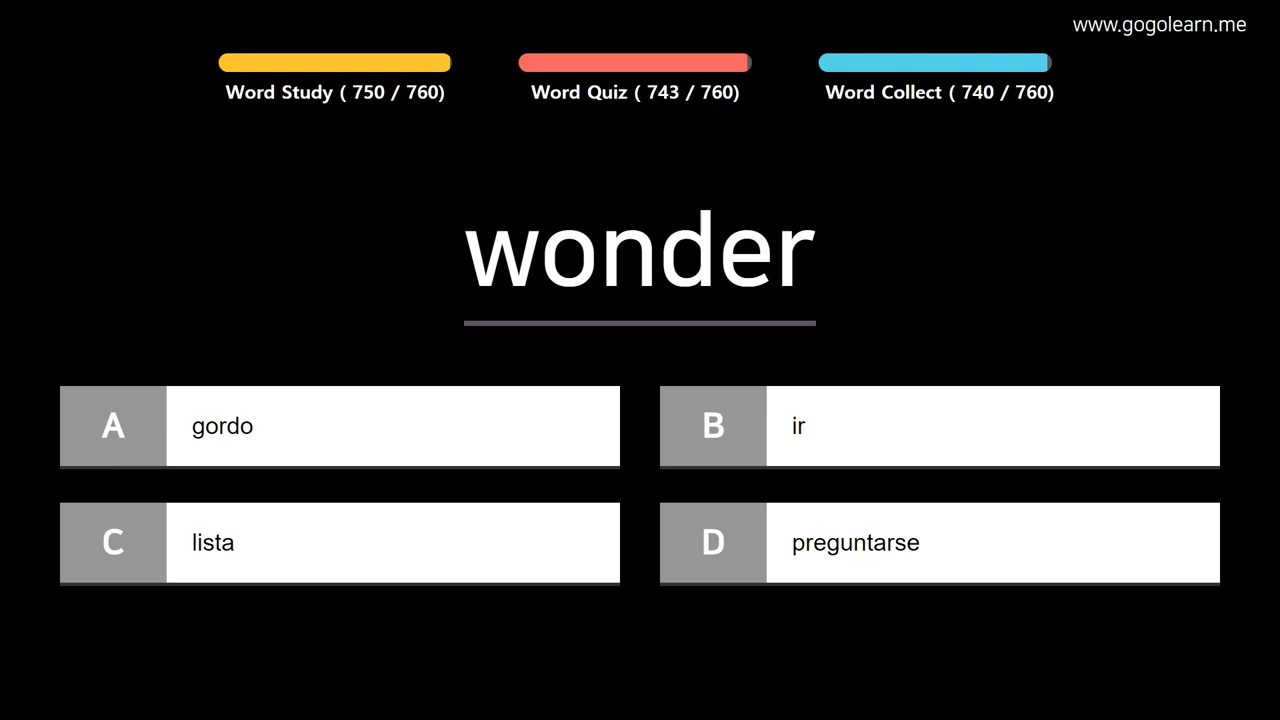 www.gogolearn.me
Word Study ( 750 / 760)
Word Quiz ( 743 / 760)
Word Collect ( 740 / 760)
wonder
A gordo
B ir
C lista
D preguntarse